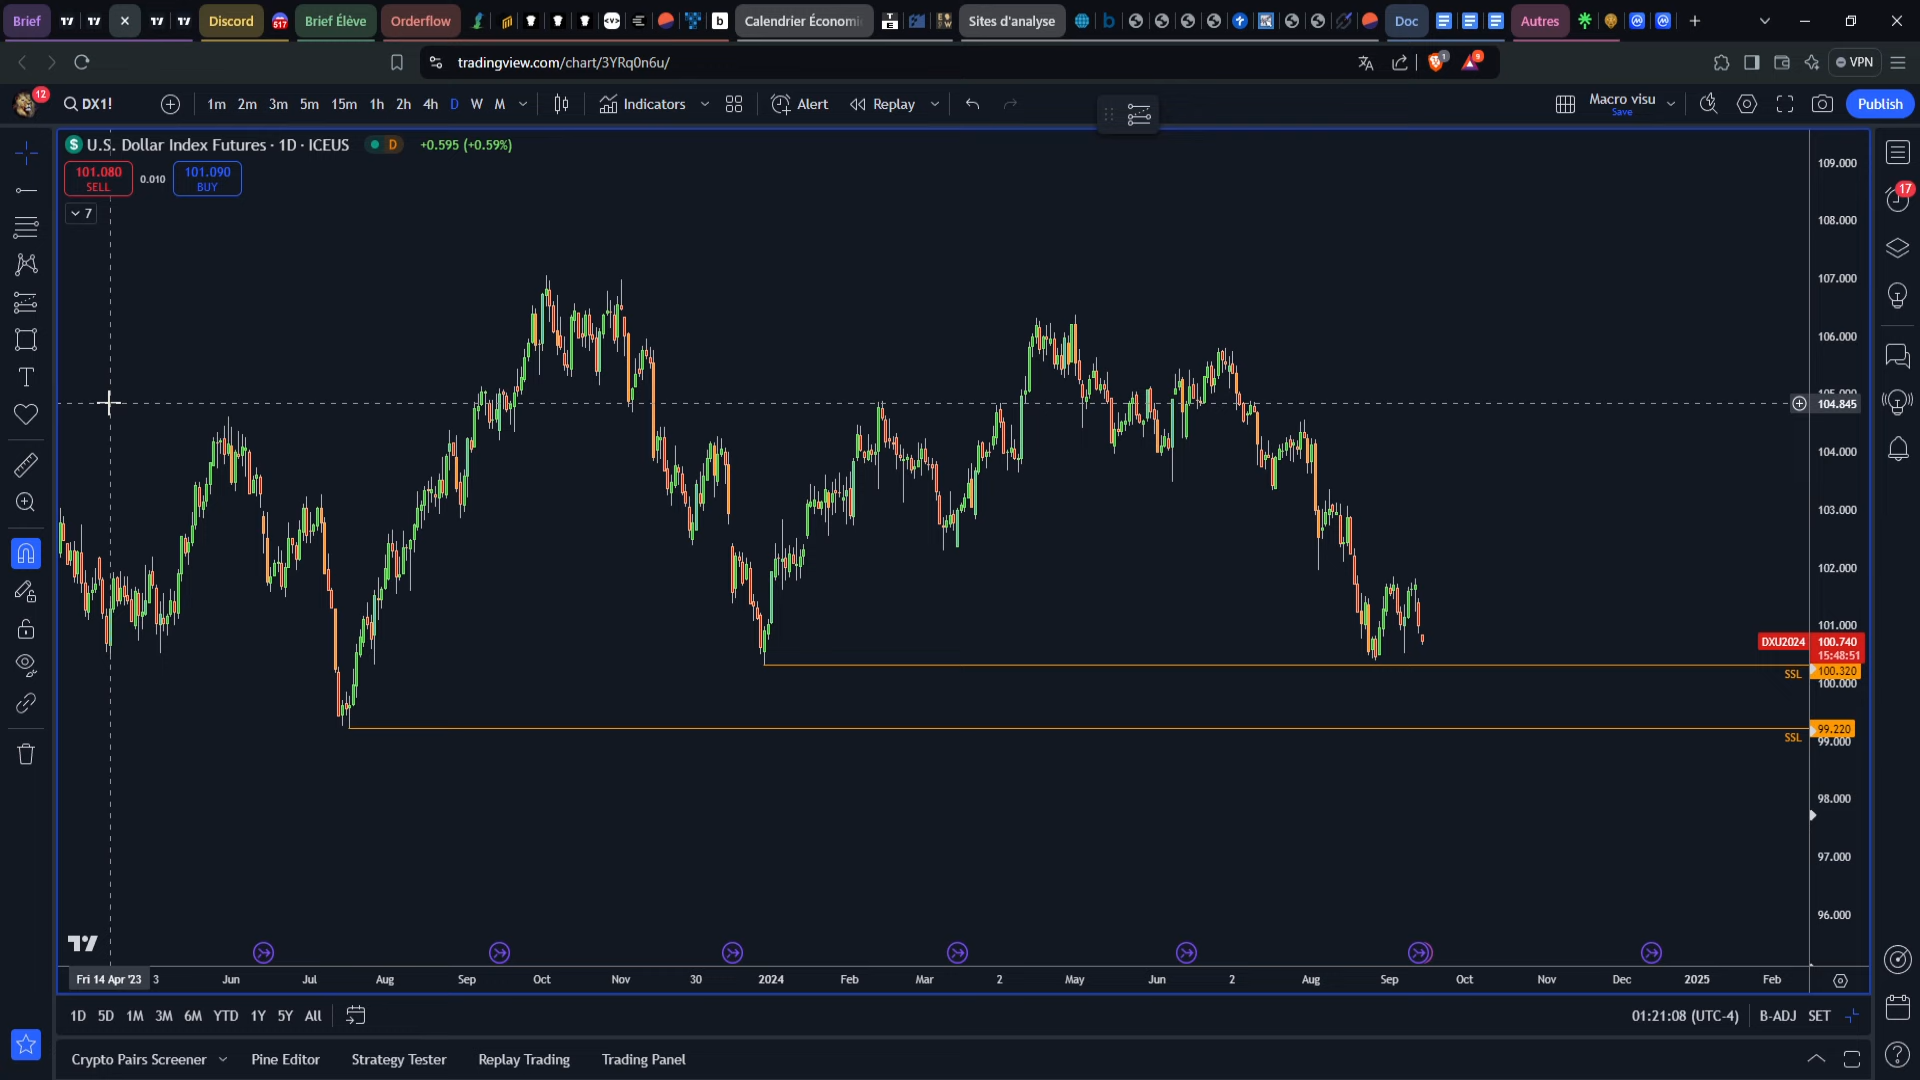 Brief
Discord
617
Brief Élève
Orderflow
Calendrier Économi
Sites d'analyse
Doc
Autres
tradingview.com/chart/3YRq0n6u/
1
9
VPN
12
DX1!
1m 2m 3m 5m 15m 1h 2h 4h D W M
Indicators
Alert
Replay
Macro visu
Save
Publish
U.S. Dollar Index Futures · 1D · ICEUS
D
+0.595 (+0.59%)
101.080
SELL
0.010
101.090
BUY
7
17
109.000
108.000
107.000
106.000
104.845
104.000
103.000
102.000
101.000
DXU2024 100.740
15:48:51
SSL 100.320
100.000
99.220
SSL 99.000
98.000
97.000
96.000
Fri 14 Apr '23 3 Jun Jul Aug Sep Oct Nov 30 2024 Feb Mar 2 May Jun 2 Aug Sep Oct Nov Dec 2025 Feb
1D 5D 1M 3M 6M YTD 1Y 5Y All
01:21:08 (UTC-4) B-ADJ SET
Crypto Pairs Screener Pine Editor Strategy Tester Replay Trading Trading Panel